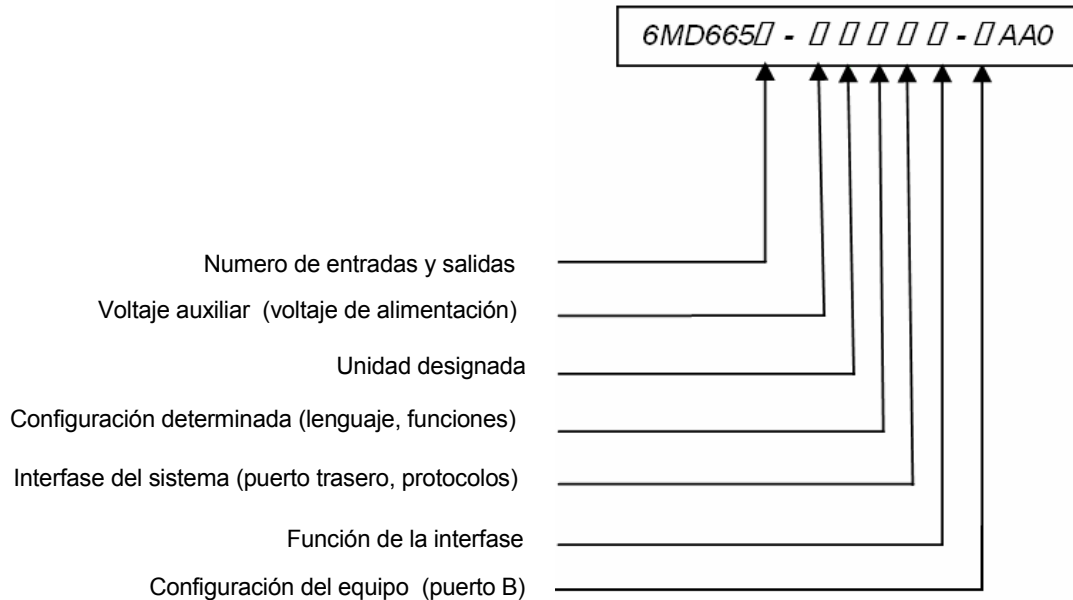 6MD665▯ - ▯ ▯ ▯ ▯ ▯ - ▯ AA0
Numero de entradas y salidas
Voltaje auxiliar (voltaje de alimentación)
Unidad designada
Configuración determinada (lenguaje, funciones)
Interfase del sistema (puerto trasero, protocolos)
Función de la interfase
Configuración del equipo (puerto B)